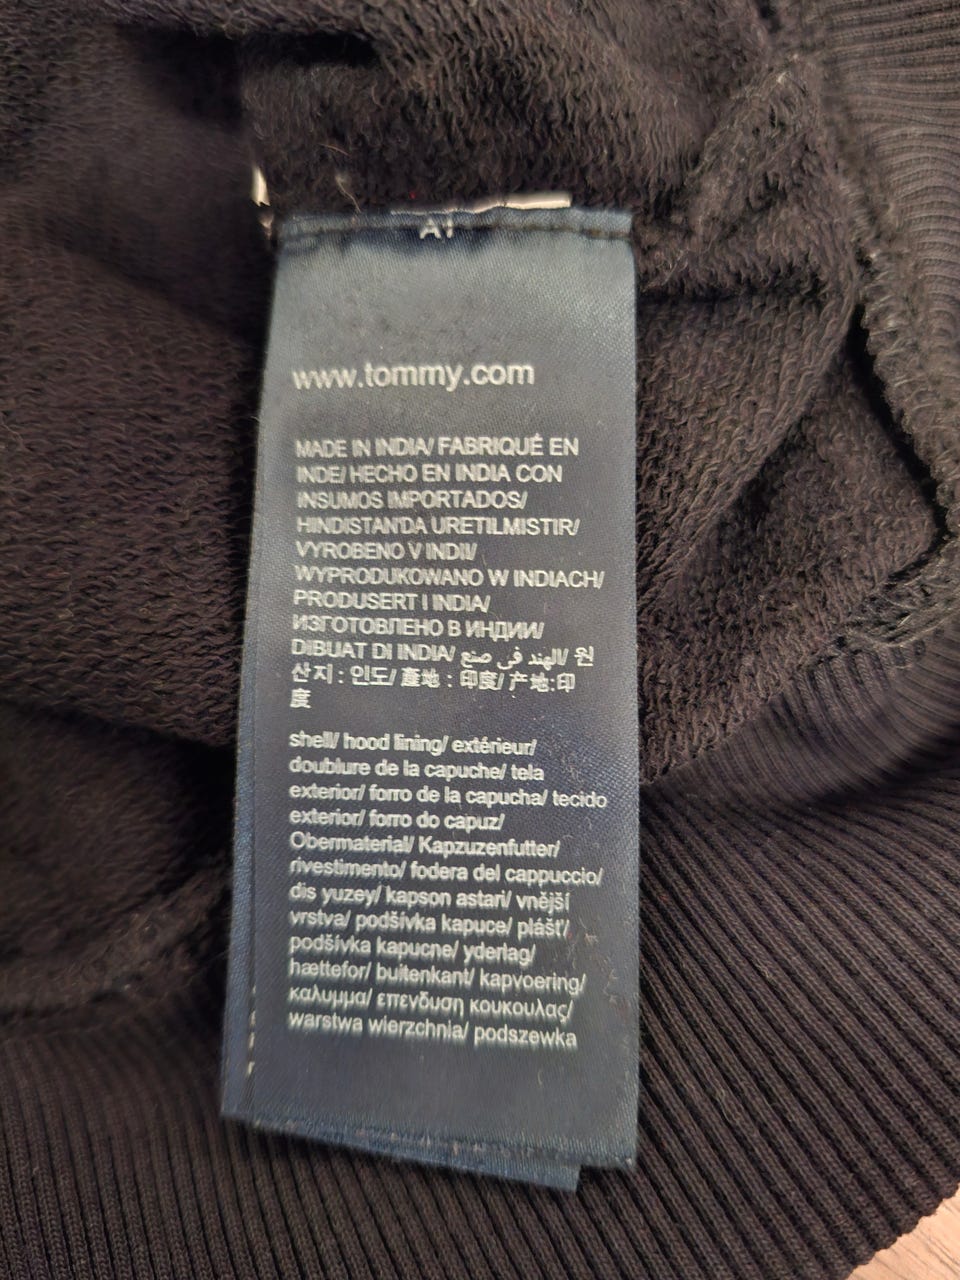 www.tommy.com
MADE IN INDIA/ FABRIQUÉ EN
INDE/ HECHO EN INDIA CON
INSUMOS IMPORTADOS/
HINDISTAN'DA URETILMISTIR/
VYROBENO V INDII/
WYPRODUKOWANO W INDIACH/
PRODUSERT I INDIA/
ИЗГОТОВЛЕНО В ИНДИИ/
DIBUAT DI INDIA/ الهند في صنع/ 원
산지 : 인도/ 產地 : 印度/ 产地:印
度
shell/ hood lining/ extérieur/
doublure de la capuche/ tela
exterior/ forro de la capucha/ tecido
exterior/ forro do capuz/
Obermaterial/ Kapzuzenfutter/
rivestimento/ fodera del cappuccio/
dis yuzey/ kapson astari/ vnější
vrstva/ podšívka kapuce/ plášť/
podšívka kapucne/ yderlag/
hættefor/ buitenkant/ kapvoering/
καλυμμα/ επενδυση κουκουλας/
warstwa wierzchnia/ podszewka